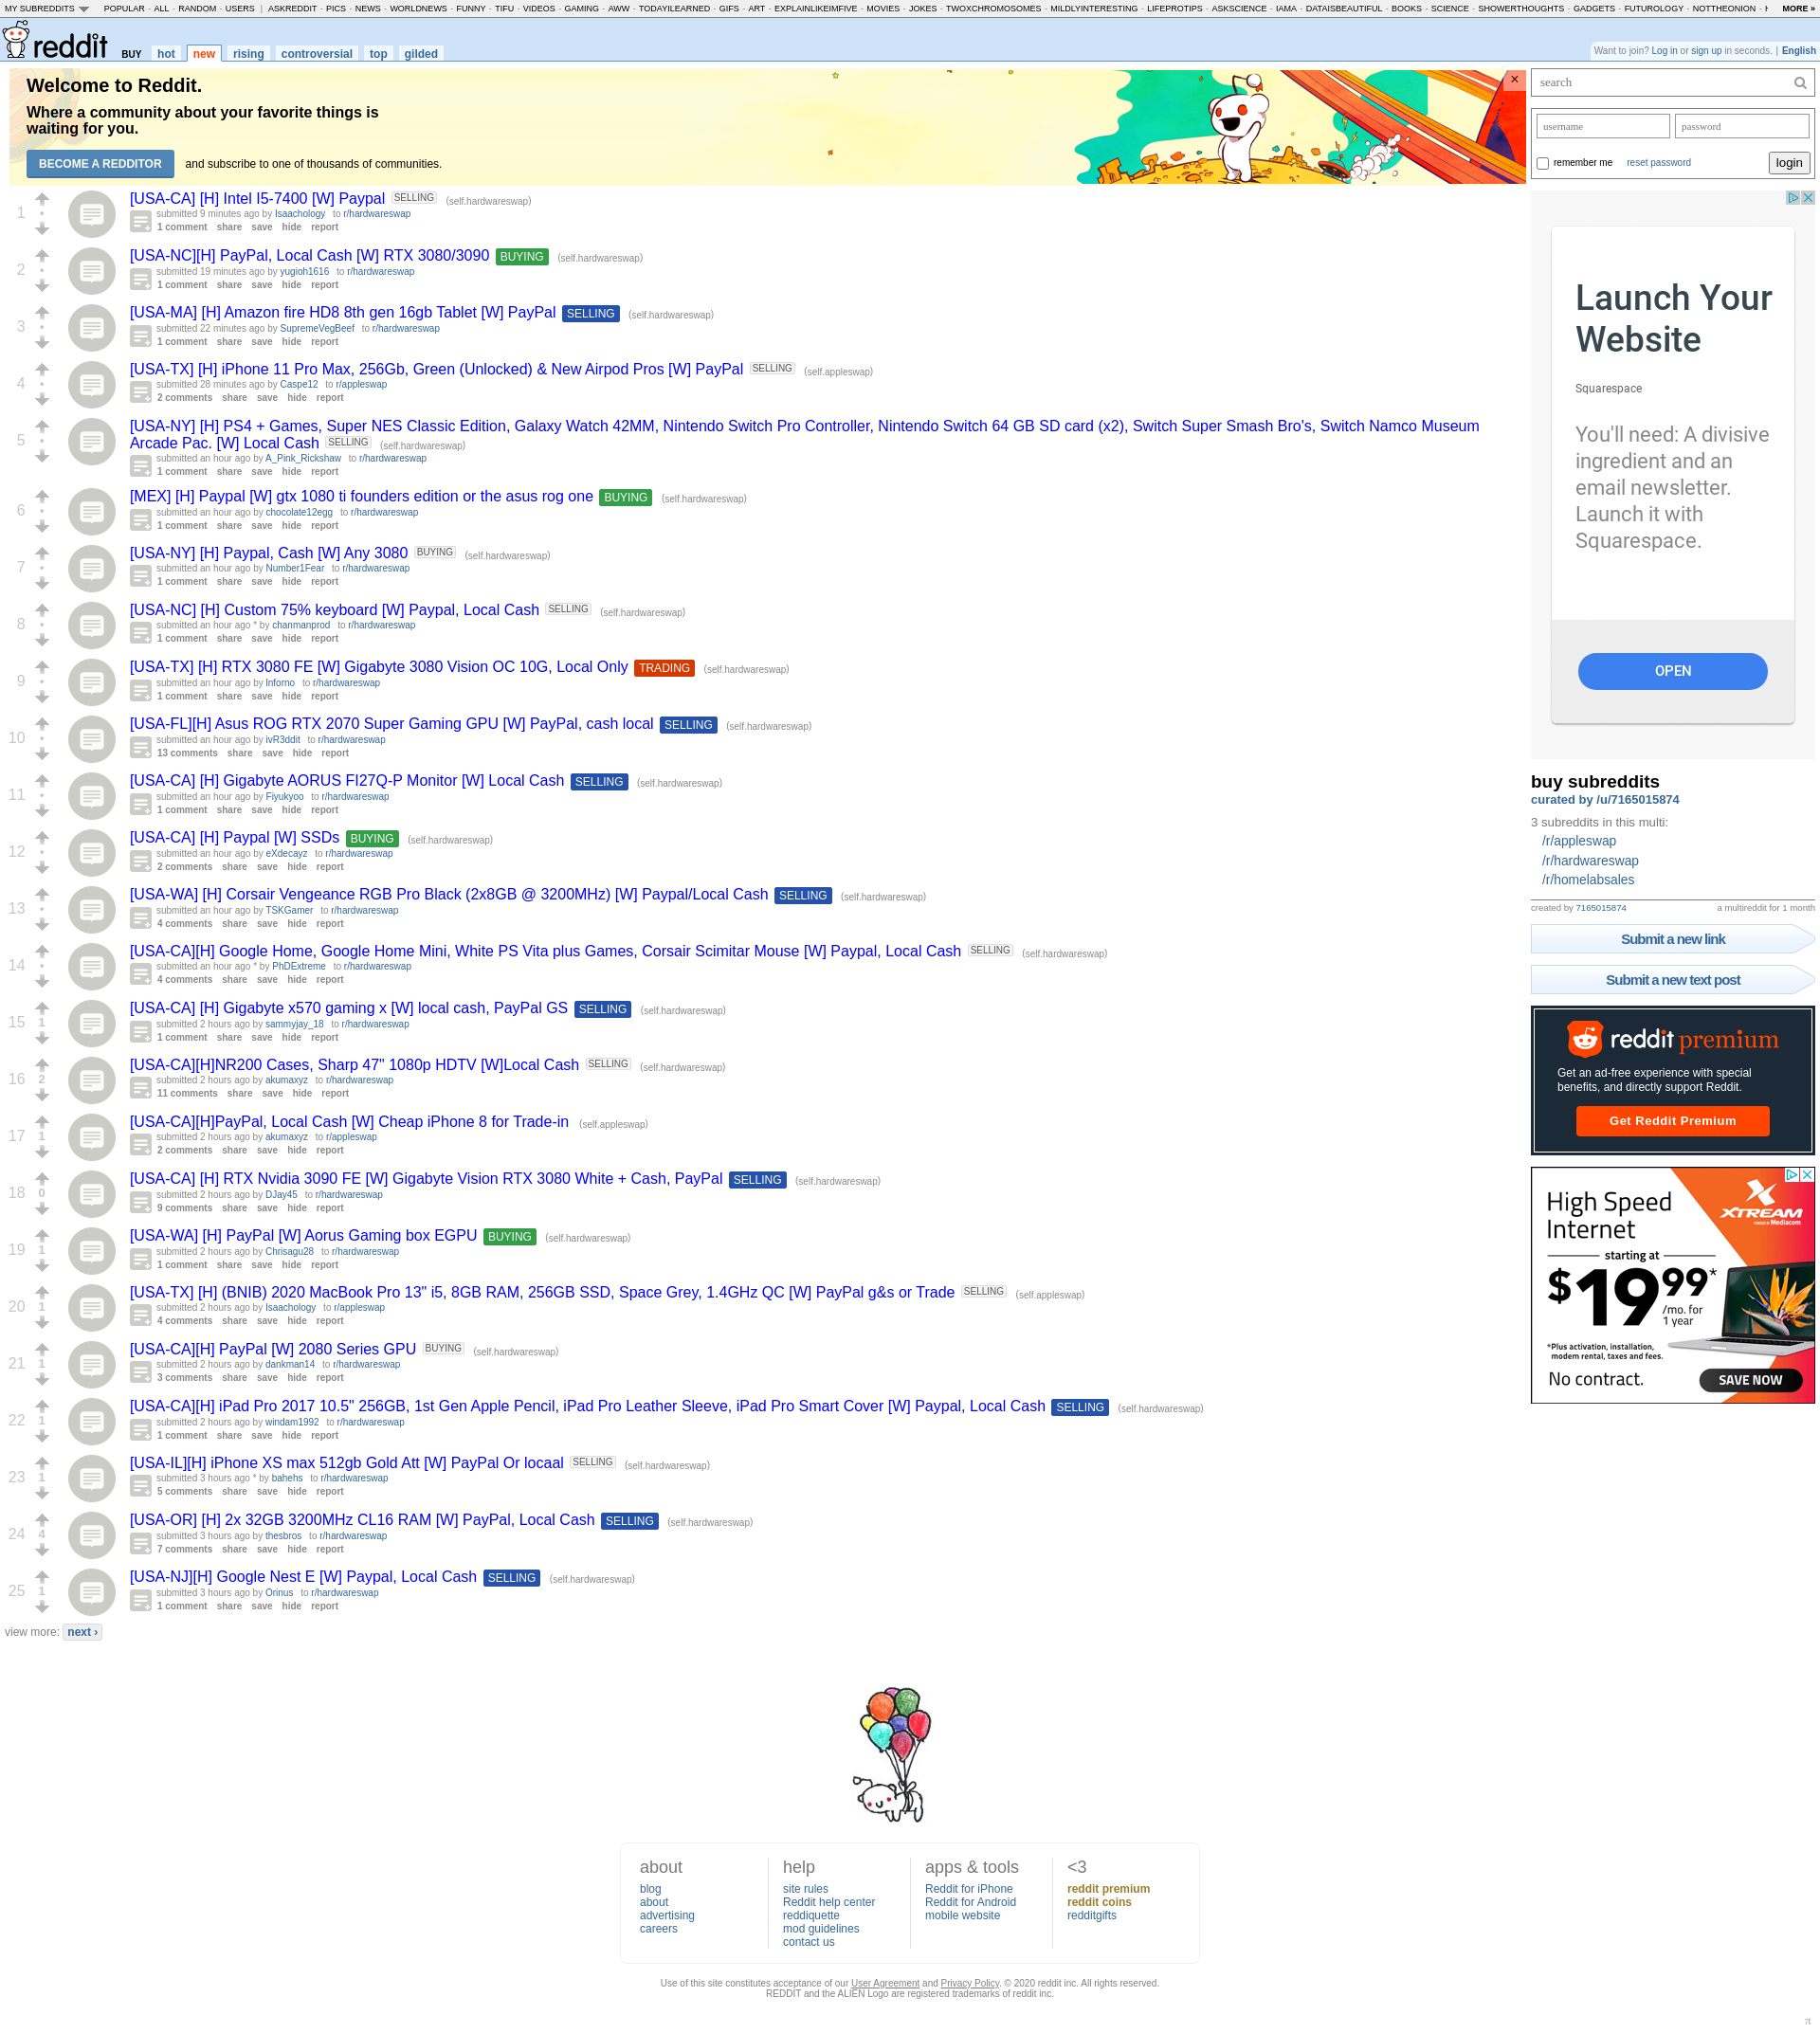 MY SUBREDDITS POPULAR - ALL - RANDOM - USERS | ASKREDDIT - PICS - NEWS - WORLDNEWS - FUNNY - TIFU - VIDEOS - GAMING - AWW - TODAYILEARNED - GIFS - ART - EXPLAINLIKEIMFIVE - MOVIES - JOKES - TWOXCHROMOSOMES - MILDLYINTERESTING - LIFEPROTIPS - ASKSCIENCE - IAMA - DATAISBEAUTIFUL - BOOKS - SCIENCE - SHOWERTHOUGHTS - GADGETS - FUTUROLOGY - NOTTHEONION - MORE »
reddit BUY hot new rising controversial top gilded
Want to join? Log in or sign up in seconds. | English
Welcome to Reddit.
Where a community about your favorite things is
waiting for you.
BECOME A REDDITOR and subscribe to one of thousands of communities.
×
1
[USA-CA] [H] Intel I5-7400 [W] Paypal SELLING (self.hardwareswap)
submitted 9 minutes ago by Isaachology to r/hardwareswap
1 comment share save hide report
2
[USA-NC][H] PayPal, Local Cash [W] RTX 3080/3090 BUYING (self.hardwareswap)
submitted 19 minutes ago by yugioh1616 to r/hardwareswap
1 comment share save hide report
3
[USA-MA] [H] Amazon fire HD8 8th gen 16gb Tablet [W] PayPal SELLING (self.hardwareswap)
submitted 22 minutes ago by SupremeVegBeef to r/hardwareswap
1 comment share save hide report
4
[USA-TX] [H] iPhone 11 Pro Max, 256Gb, Green (Unlocked) & New Airpod Pros [W] PayPal SELLING (self.appleswap)
submitted 28 minutes ago by Caspe12 to r/appleswap
2 comments share save hide report
5
[USA-NY] [H] PS4 + Games, Super NES Classic Edition, Galaxy Watch 42MM, Nintendo Switch Pro Controller, Nintendo Switch 64 GB SD card (x2), Switch Super Smash Bro's, Switch Namco Museum
Arcade Pac. [W] Local Cash SELLING (self.hardwareswap)
submitted an hour ago by A_Pink_Rickshaw to r/hardwareswap
1 comment share save hide report
6
[MEX] [H] Paypal [W] gtx 1080 ti founders edition or the asus rog one BUYING (self.hardwareswap)
submitted an hour ago by chocolate12egg to r/hardwareswap
1 comment share save hide report
7
[USA-NY] [H] Paypal, Cash [W] Any 3080 BUYING (self.hardwareswap)
submitted an hour ago by Number1Fear to r/hardwareswap
1 comment share save hide report
8
[USA-NC] [H] Custom 75% keyboard [W] Paypal, Local Cash SELLING (self.hardwareswap)
submitted an hour ago * by chanmanprod to r/hardwareswap
1 comment share save hide report
9
[USA-TX] [H] RTX 3080 FE [W] Gigabyte 3080 Vision OC 10G, Local Only TRADING (self.hardwareswap)
submitted an hour ago by Inforno to r/hardwareswap
1 comment share save hide report
10
[USA-FL][H] Asus ROG RTX 2070 Super Gaming GPU [W] PayPal, cash local SELLING (self.hardwareswap)
submitted an hour ago by ivR3ddit to r/hardwareswap
13 comments share save hide report
11
[USA-CA] [H] Gigabyte AORUS FI27Q-P Monitor [W] Local Cash SELLING (self.hardwareswap)
submitted an hour ago by Fiyukyoo to r/hardwareswap
1 comment share save hide report
12
[USA-CA] [H] Paypal [W] SSDs BUYING (self.hardwareswap)
submitted an hour ago by eXdecayz to r/hardwareswap
2 comments share save hide report
13
[USA-WA] [H] Corsair Vengeance RGB Pro Black (2x8GB @ 3200MHz) [W] Paypal/Local Cash SELLING (self.hardwareswap)
submitted an hour ago by TSKGamer to r/hardwareswap
4 comments share save hide report
14
[USA-CA][H] Google Home, Google Home Mini, White PS Vita plus Games, Corsair Scimitar Mouse [W] Paypal, Local Cash SELLING (self.hardwareswap)
submitted an hour ago * by PhDExtreme to r/hardwareswap
4 comments share save hide report
15 1
[USA-CA] [H] Gigabyte x570 gaming x [W] local cash, PayPal GS SELLING (self.hardwareswap)
submitted 2 hours ago by sammyjay_18 to r/hardwareswap
1 comment share save hide report
16 2
[USA-CA][H]NR200 Cases, Sharp 47" 1080p HDTV [W]Local Cash SELLING (self.hardwareswap)
submitted 2 hours ago by akumaxyz to r/hardwareswap
11 comments share save hide report
17 1
[USA-CA][H]PayPal, Local Cash [W] Cheap iPhone 8 for Trade-in (self.appleswap)
submitted 2 hours ago by akumaxyz to r/appleswap
2 comments share save hide report
18 0
[USA-CA] [H] RTX Nvidia 3090 FE [W] Gigabyte Vision RTX 3080 White + Cash, PayPal SELLING (self.hardwareswap)
submitted 2 hours ago by DJay45 to r/hardwareswap
9 comments share save hide report
19 1
[USA-WA] [H] PayPal [W] Aorus Gaming box EGPU BUYING (self.hardwareswap)
submitted 2 hours ago by Chrisagu28 to r/hardwareswap
1 comment share save hide report
20 1
[USA-TX] [H] (BNIB) 2020 MacBook Pro 13" i5, 8GB RAM, 256GB SSD, Space Grey, 1.4GHz QC [W] PayPal g&s or Trade SELLING (self.appleswap)
submitted 2 hours ago by Isaachology to r/appleswap
4 comments share save hide report
21 1
[USA-CA][H] PayPal [W] 2080 Series GPU BUYING (self.hardwareswap)
submitted 2 hours ago by dankman14 to r/hardwareswap
3 comments share save hide report
22 1
[USA-CA][H] iPad Pro 2017 10.5" 256GB, 1st Gen Apple Pencil, iPad Pro Leather Sleeve, iPad Pro Smart Cover [W] Paypal, Local Cash SELLING (self.hardwareswap)
submitted 2 hours ago by windam1992 to r/hardwareswap
1 comment share save hide report
23 1
[USA-IL][H] iPhone XS max 512gb Gold Att [W] PayPal Or locaal SELLING (self.hardwareswap)
submitted 3 hours ago * by bahehs to r/hardwareswap
5 comments share save hide report
24 4
[USA-OR] [H] 2x 32GB 3200MHz CL16 RAM [W] PayPal, Local Cash SELLING (self.hardwareswap)
submitted 3 hours ago by thesbros to r/hardwareswap
7 comments share save hide report
25 1
[USA-NJ][H] Google Nest E [W] Paypal, Local Cash SELLING (self.hardwareswap)
submitted 3 hours ago by Orinus to r/hardwareswap
1 comment share save hide report
view more: next ›
search
username password
remember me reset password login
Launch Your
Website
Squarespace
You'll need: A divisive
ingredient and an
email newsletter.
Launch it with
Squarespace.
OPEN
buy subreddits
curated by /u/7165015874
3 subreddits in this multi:
/r/appleswap
/r/hardwareswap
/r/homelabsales
created by 7165015874 a multireddit for 1 month
Submit a new link
Submit a new text post
reddit premium
Get an ad-free experience with special
benefits, and directly support Reddit.
Get Reddit Premium
High Speed
Internet
XTREAM
POWERED BY Mediacom
starting at
$19.99*
/mo. for
1 year
*Plus activation, installation,
modem rental, taxes and fees.
No contract. SAVE NOW
about
blog
about
advertising
careers
help
site rules
Reddit help center
reddiquette
mod guidelines
contact us
apps & tools
Reddit for iPhone
Reddit for Android
mobile website
<3
reddit premium
reddit coins
redditgifts
Use of this site constitutes acceptance of our User Agreement and Privacy Policy. © 2020 reddit inc. All rights reserved.
REDDIT and the ALIEN Logo are registered trademarks of reddit inc.
π